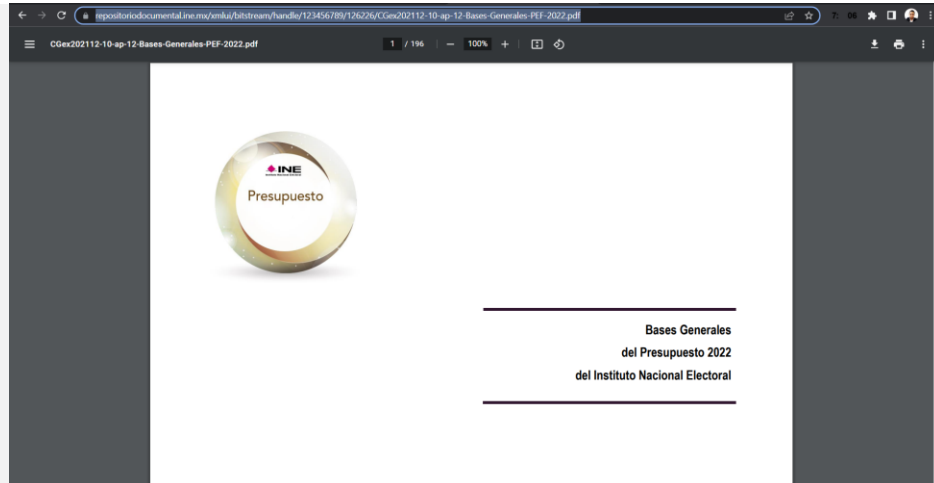 repositoriodocumental.ine.mx/xmlui/bitstream/handle/123456789/126226/CGex202112-10-ap-12-Bases-Generales-PEF-2022.pdf
CGex202112-10-ap-12-Bases-Generales-PEF-2022.pdf
1 / 196
100%
INE
Presupuesto
Bases Generales
del Presupuesto 2022
del Instituto Nacional Electoral